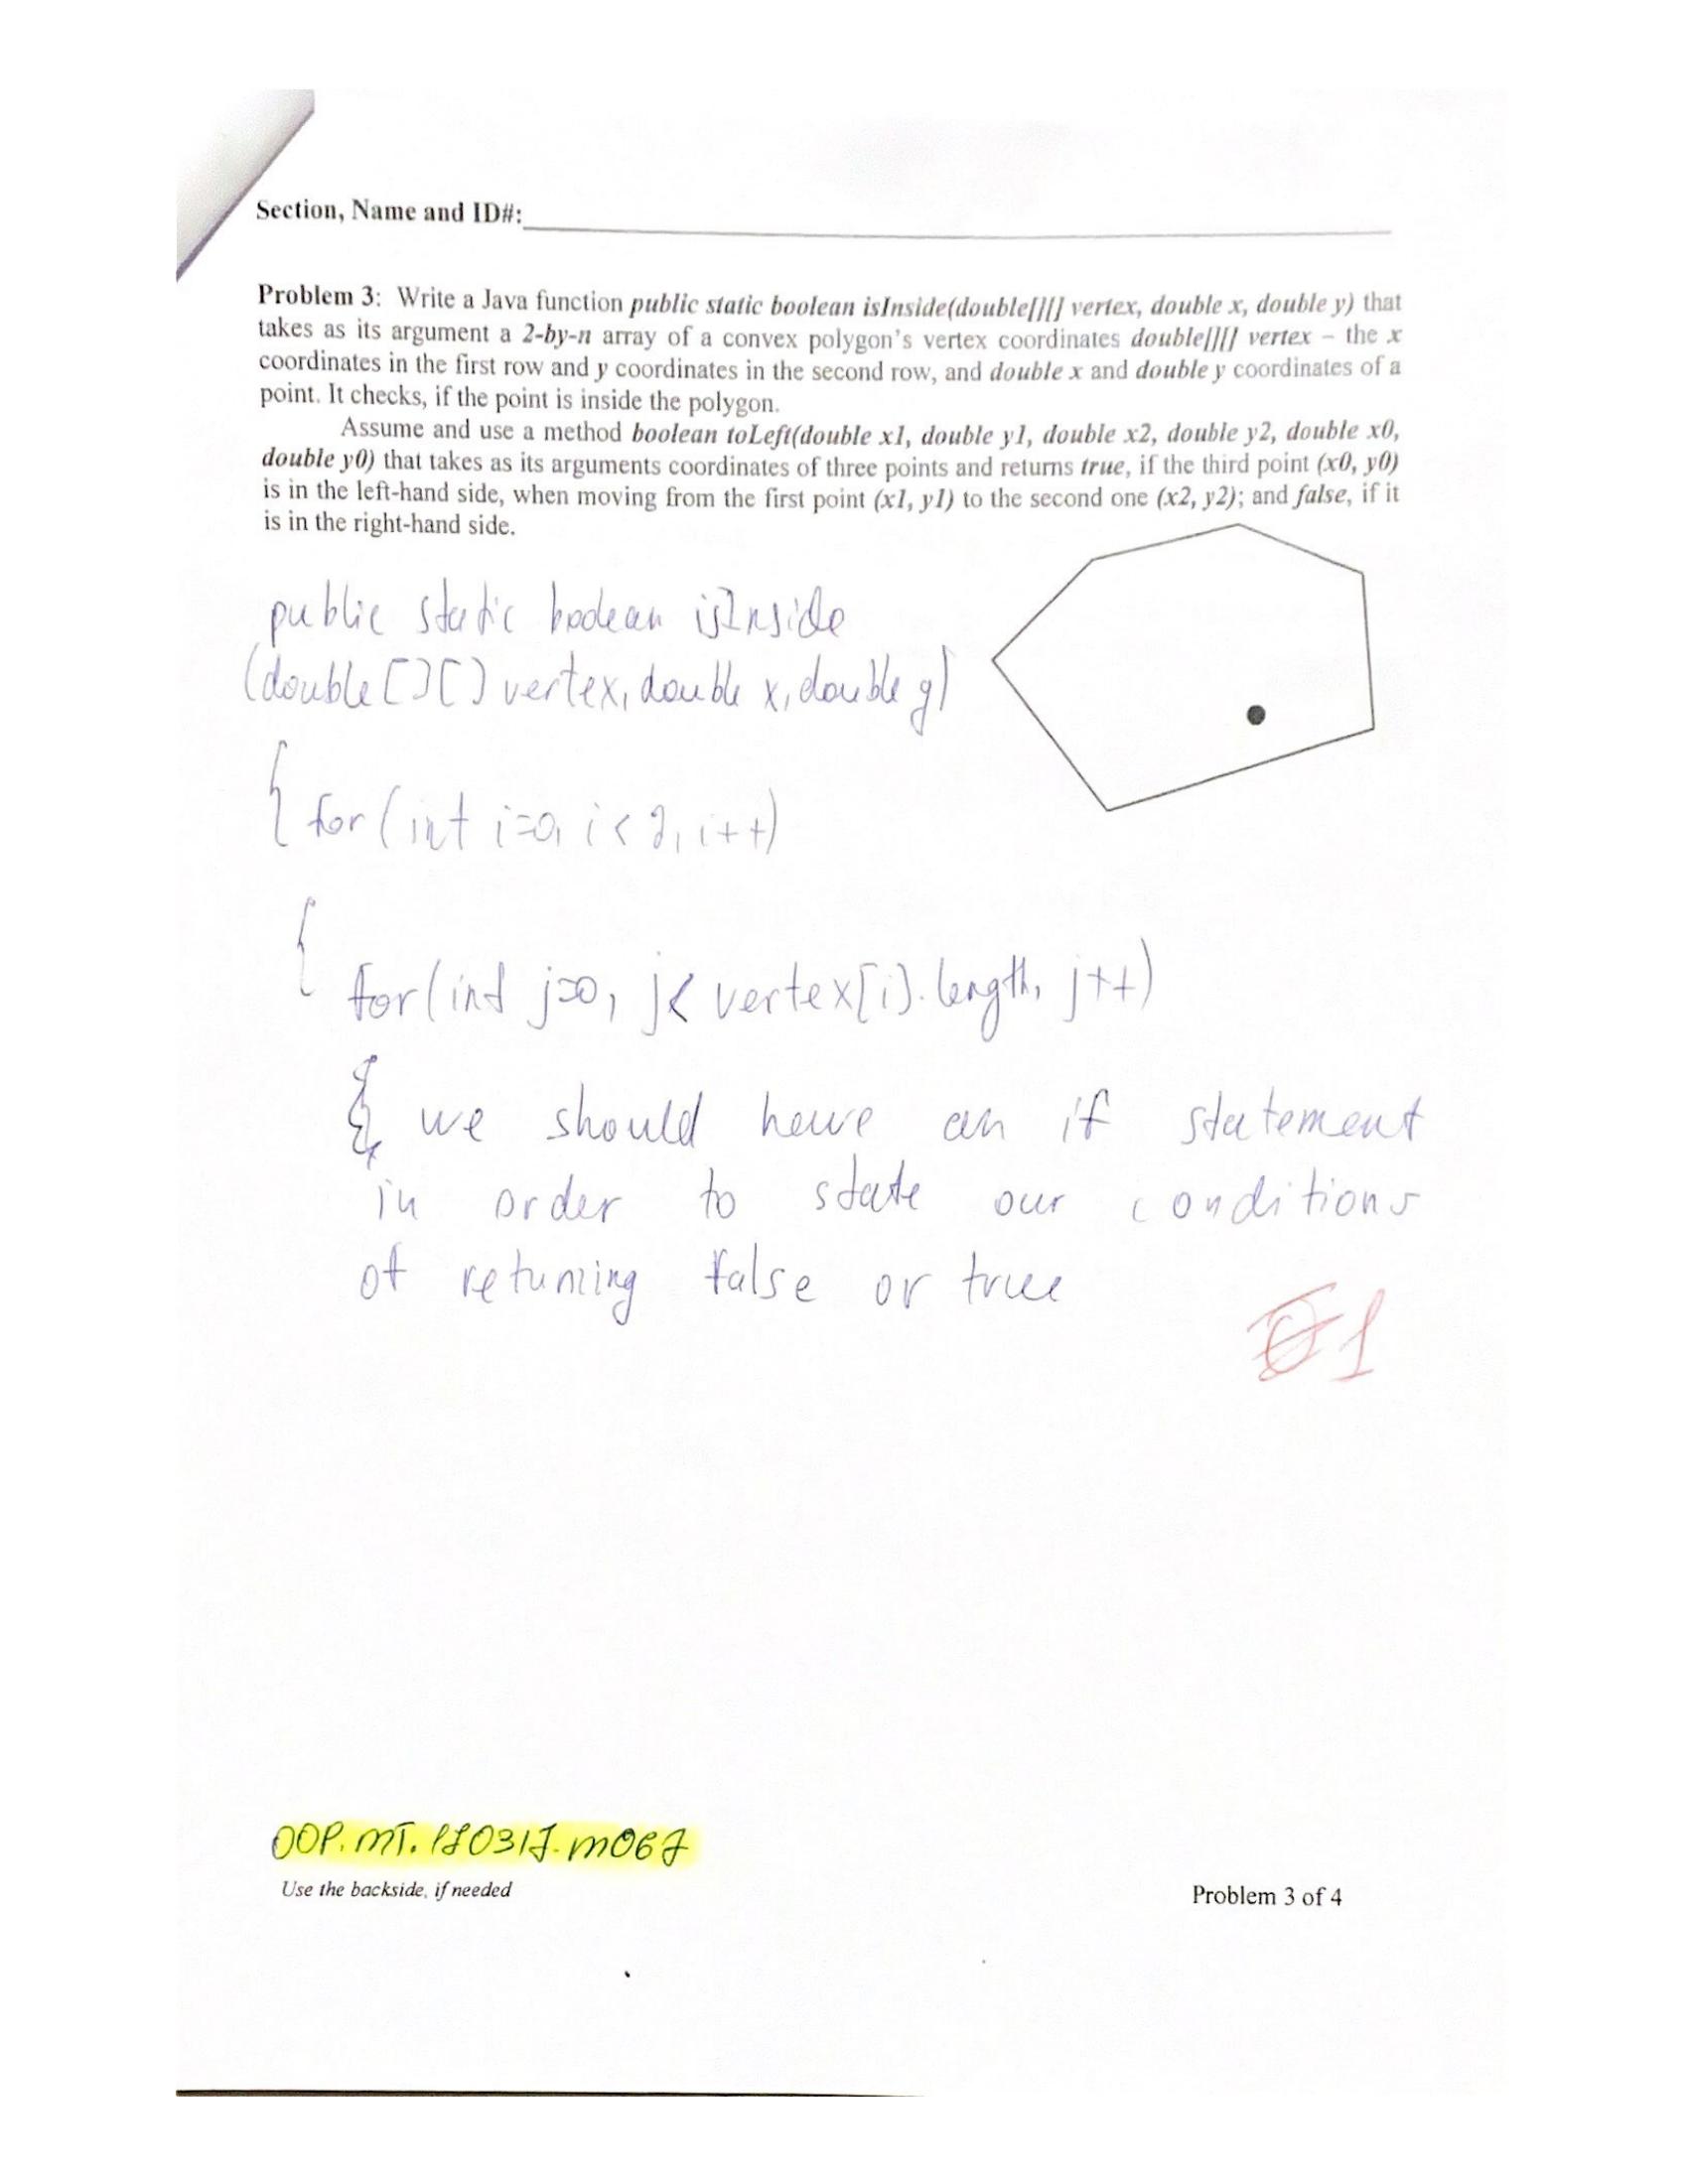 Section, Name and ID#:
Problem 3: Write a Java function public static boolean isInside(double[][] vertex, double x, double y) that
takes as its argument a 2-by-n array of a convex polygon's vertex coordinates double[][] vertex – the x
coordinates in the first row and y coordinates in the second row, and double x and double y coordinates of a
point. It checks, if the point is inside the polygon.
Assume and use a method boolean toLeft(double x1, double y1, double x2, double y2, double x0,
double y0) that takes as its arguments coordinates of three points and returns true, if the third point (x0, y0)
is in the left-hand side, when moving from the first point (x1, y1) to the second one (x2, y2); and false, if it
is in the right-hand side.
public static boolean isInside
(double[][] vertex, double x, double y)
{ for (int i=0, i<2, i++)
{
for (int j=0, j< vertex[i].length, j++)
{ we should have an if statement
in order to state our conditions
of returning false or true
1
OOP.MT.
Use the backside, if needed
Problem 3 of 4